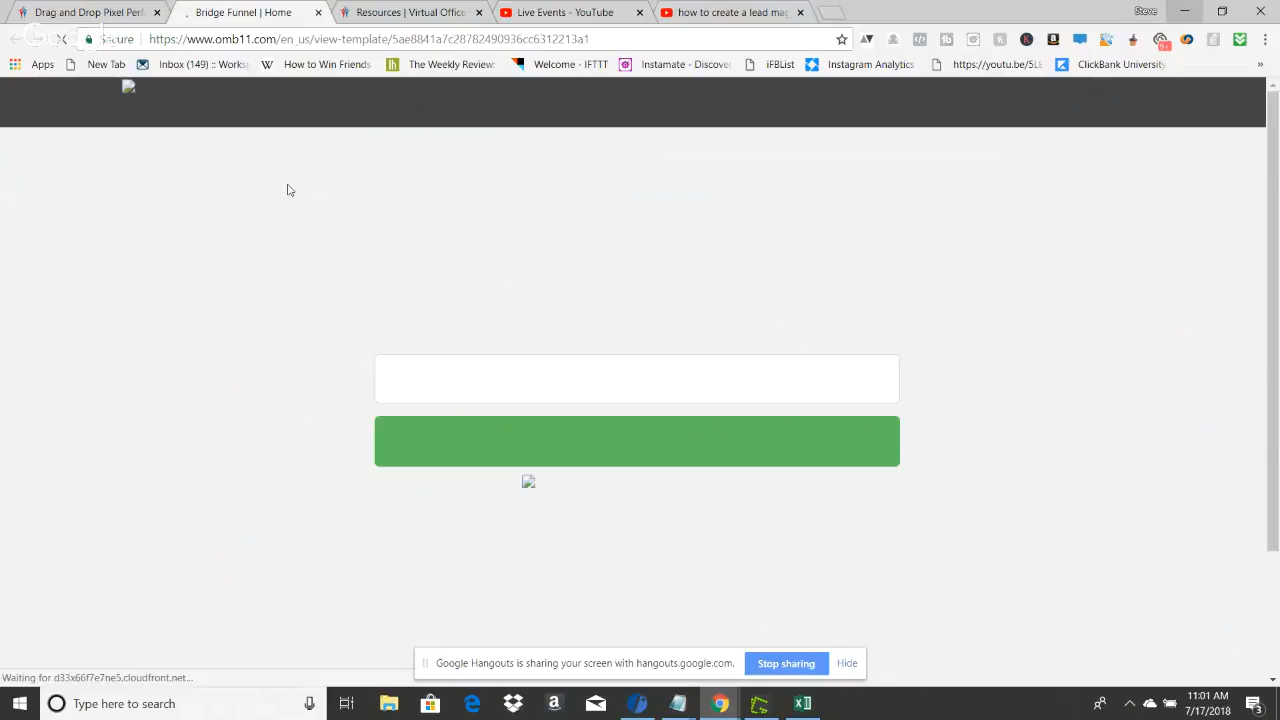 Drag and Drop Pixel Perf
Bridge Funnel | Home
Resources | Virtual Office
Live Events - YouTube
how to create a lead mag
Steve
Secure
https://www.omb11.com/en_us/view-template/5ae8841a7c28782490936cc6312213a1
Apps
New Tab
Inbox (149) :: Works
How to Win Friends
The Weekly Review:
Welcome - IFTTT
Instamate - Discove
iFBList
Instagram Analytics
https://youtu.be/5LE
ClickBank University
Google Hangouts is sharing your screen with hangouts.google.com.
Stop sharing
Hide
Waiting for d33x66f7e7ne5.cloudfront.net...
Type here to search
11:01 AM
7/17/2018